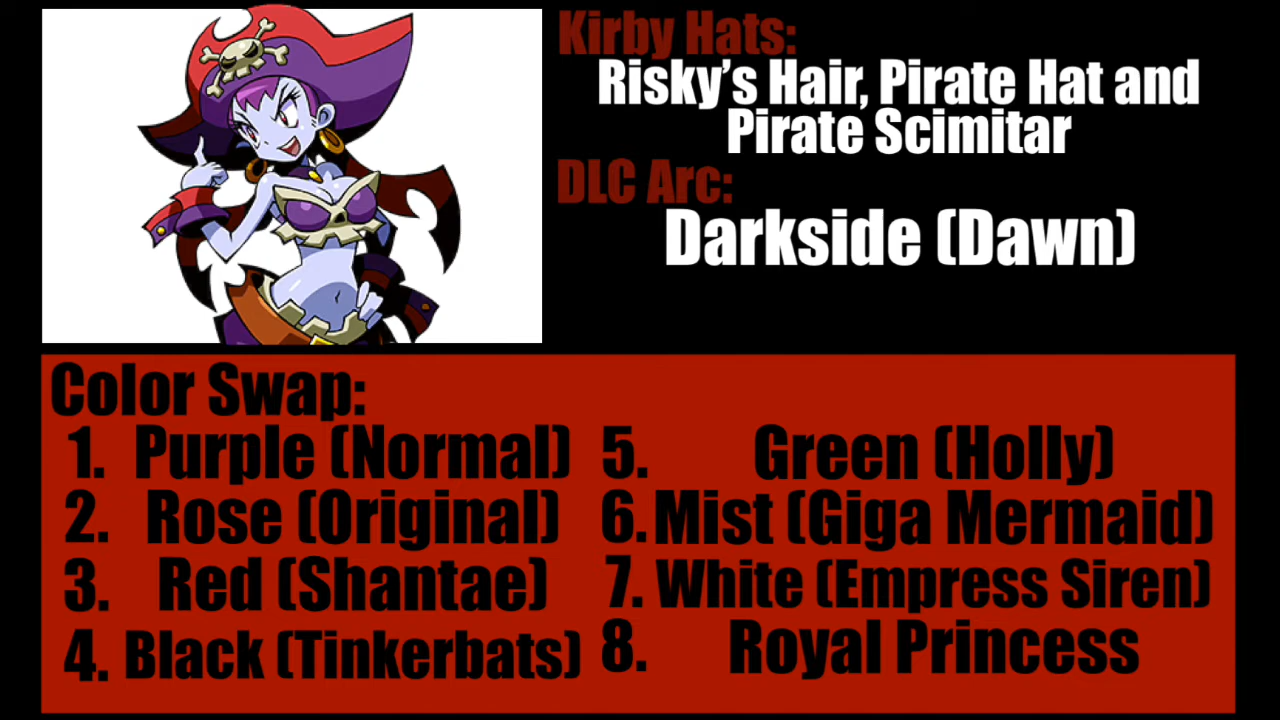 Kirby Hats:
Risky's Hair, Pirate Hat and
Pirate Scimitar
DLC Arc:
Darkside (Dawn)
Color Swap:
1. Purple (Normal)
2. Rose (Original)
3. Red (Shantae)
4. Black (Tinkerbats)
5. Green (Holly)
6. Mist (Giga Mermaid)
7. White (Empress Siren)
8. Royal Princess